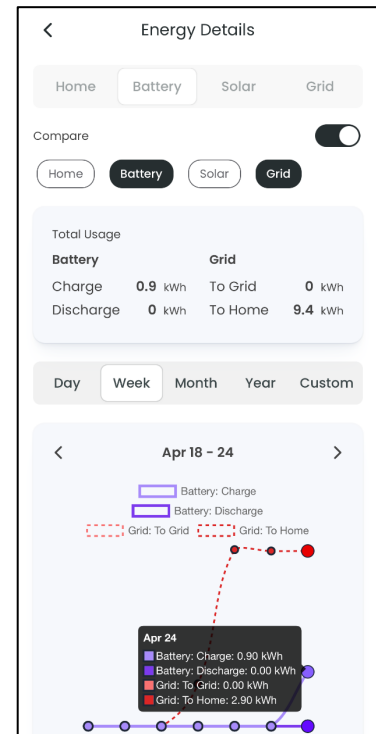 Energy Details
Home Battery Solar Grid
Compare
Home Battery Solar Grid
Total Usage
Battery Grid
Charge 0.9 kWh To Grid 0 kWh
Discharge 0 kWh To Home 9.4 kWh
Day Week Month Year Custom
Apr 18 - 24
Battery: Charge
Battery: Discharge
Grid: To Grid Grid: To Home
Apr 24
Battery: Charge: 0.90 kWh
Battery: Discharge: 0.00 kWh
Grid: To Grid: 0.00 kWh
Grid: To Home: 2.90 kWh